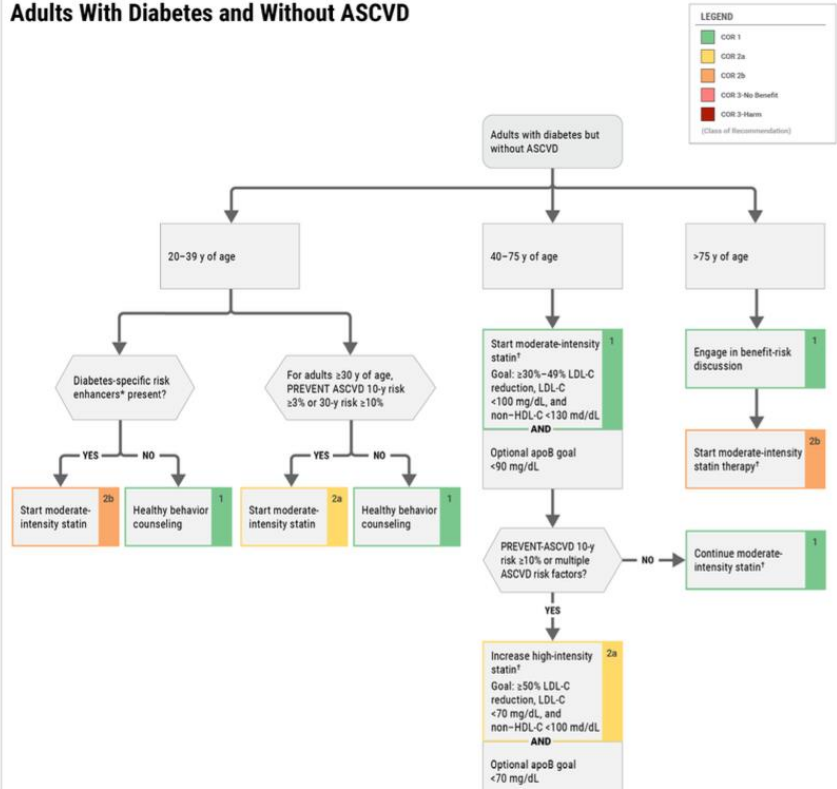 Adults With Diabetes and Without ASCVD
LEGEND
COR 1
COR 2a
COR 2b
COR 3-No Benefit
COR 3-Harm
(Class of Recommendation)
Adults with diabetes but
without ASCVD
20–39 y of age
40–75 y of age
>75 y of age
Diabetes-specific risk
enhancers* present?
For adults ≥30 y of age,
PREVENT ASCVD 10-y risk
≥3% or 30-y risk ≥10%
Start moderate-intensity
statin†
1
Goal: ≥30%–49% LDL-C
reduction, LDL-C
<100 mg/dL, and
non–HDL-C <130 md/dL
AND
Optional apoB goal
<90 mg/dL
Engage in benefit-risk
discussion
1
Start moderate-intensity
statin therapy†
2b
YES
NO
YES
NO
Start moderate-
intensity statin
2b
Healthy behavior
counseling
1
Start moderate-
intensity statin
2a
Healthy behavior
counseling
1
PREVENT-ASCVD 10-y
risk ≥10% or multiple
ASCVD risk factors?
NO
Continue moderate-
intensity statin†
1
YES
Increase high-intensity
statin†
2a
Goal: ≥50% LDL-C
reduction, LDL-C
<70 mg/dL, and
non–HDL-C <100 md/dL
AND
Optional apoB goal
<70 mg/dL